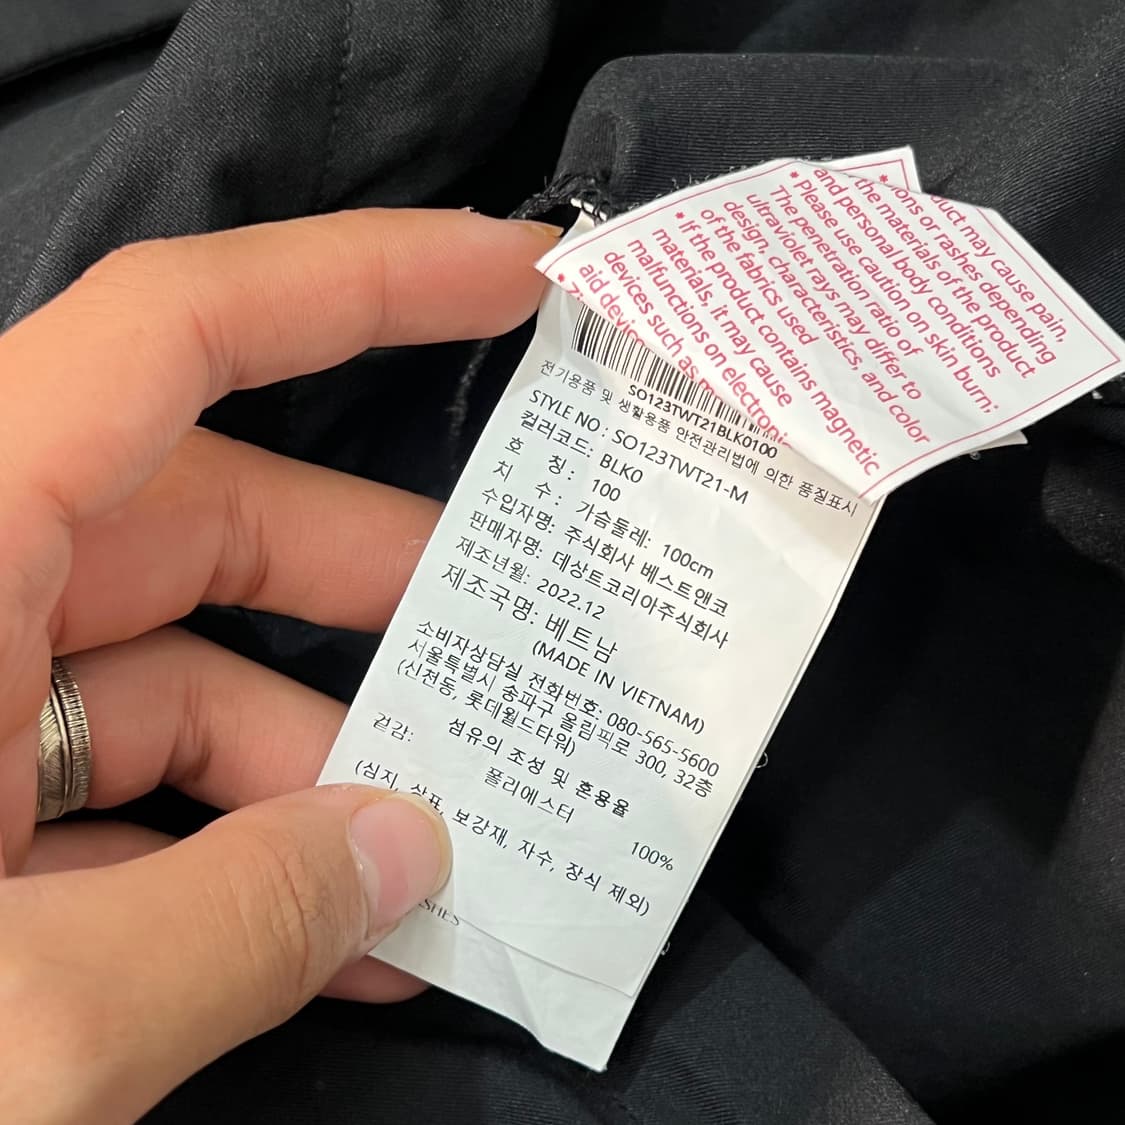 duct may cause pain,
ons or rashes depending
the materials of the product
and personal body conditions
* Please use caution on skin burn;
The penetration ratio of
ultraviolet rays may differ to
design, characteristics, and color
of the fabrics used
* If the product contains magnetic
materials, it may cause
malfunctions on electroni
devices such as
aid
SO123TWT21BLK0100
전기용품 및 생활용품 안전관리법에 의한 품질표시
STYLE NO : SO123TWT21-M
컬러코드: BLK0
호 칭: 100
치 수: 가슴둘레: 100cm
수입자명: 주식회사 베스트앤코
판매자명: 데상트코리아주식회사
제조년월: 2022.12
제조국명: 베트남
(MADE IN VIETNAM)
소비자상담실 전화번호: 080-565-5600
서울특별시 송파구 올림픽로 300, 32층
(신천동, 롯데월드타워)
섬유의 조성 및 혼용율
겉감: 폴리에스터 100%
(심지, 상표, 보강재, 자수, 장식 제외)